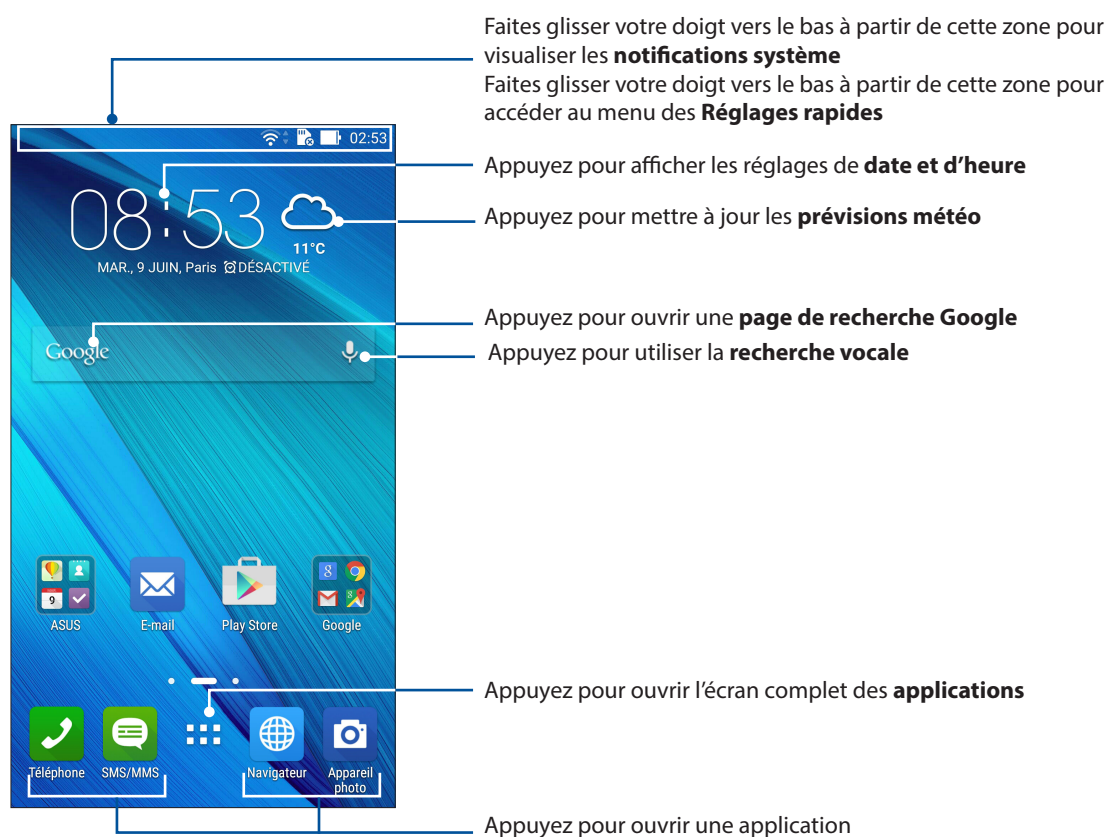 Faites glisser votre doigt vers le bas à partir de cette zone pour
visualiser les notifications système
Faites glisser votre doigt vers le bas à partir de cette zone pour
accéder au menu des Réglages rapides
02:53
Appuyez pour afficher les réglages de date et d’heure
08:53
Appuyez pour mettre à jour les prévisions météo
11°C
MAR., 9 JUIN, Paris DÉSACTIVÉ
Appuyez pour ouvrir une page de recherche Google
Google
Appuyez pour utiliser la recherche vocale
9
8
8
ASUS E-mail Play Store Google
Appuyez pour ouvrir l’écran complet des applications
Téléphone SMS/MMS Navigateur Appareil
photo
Appuyez pour ouvrir une application